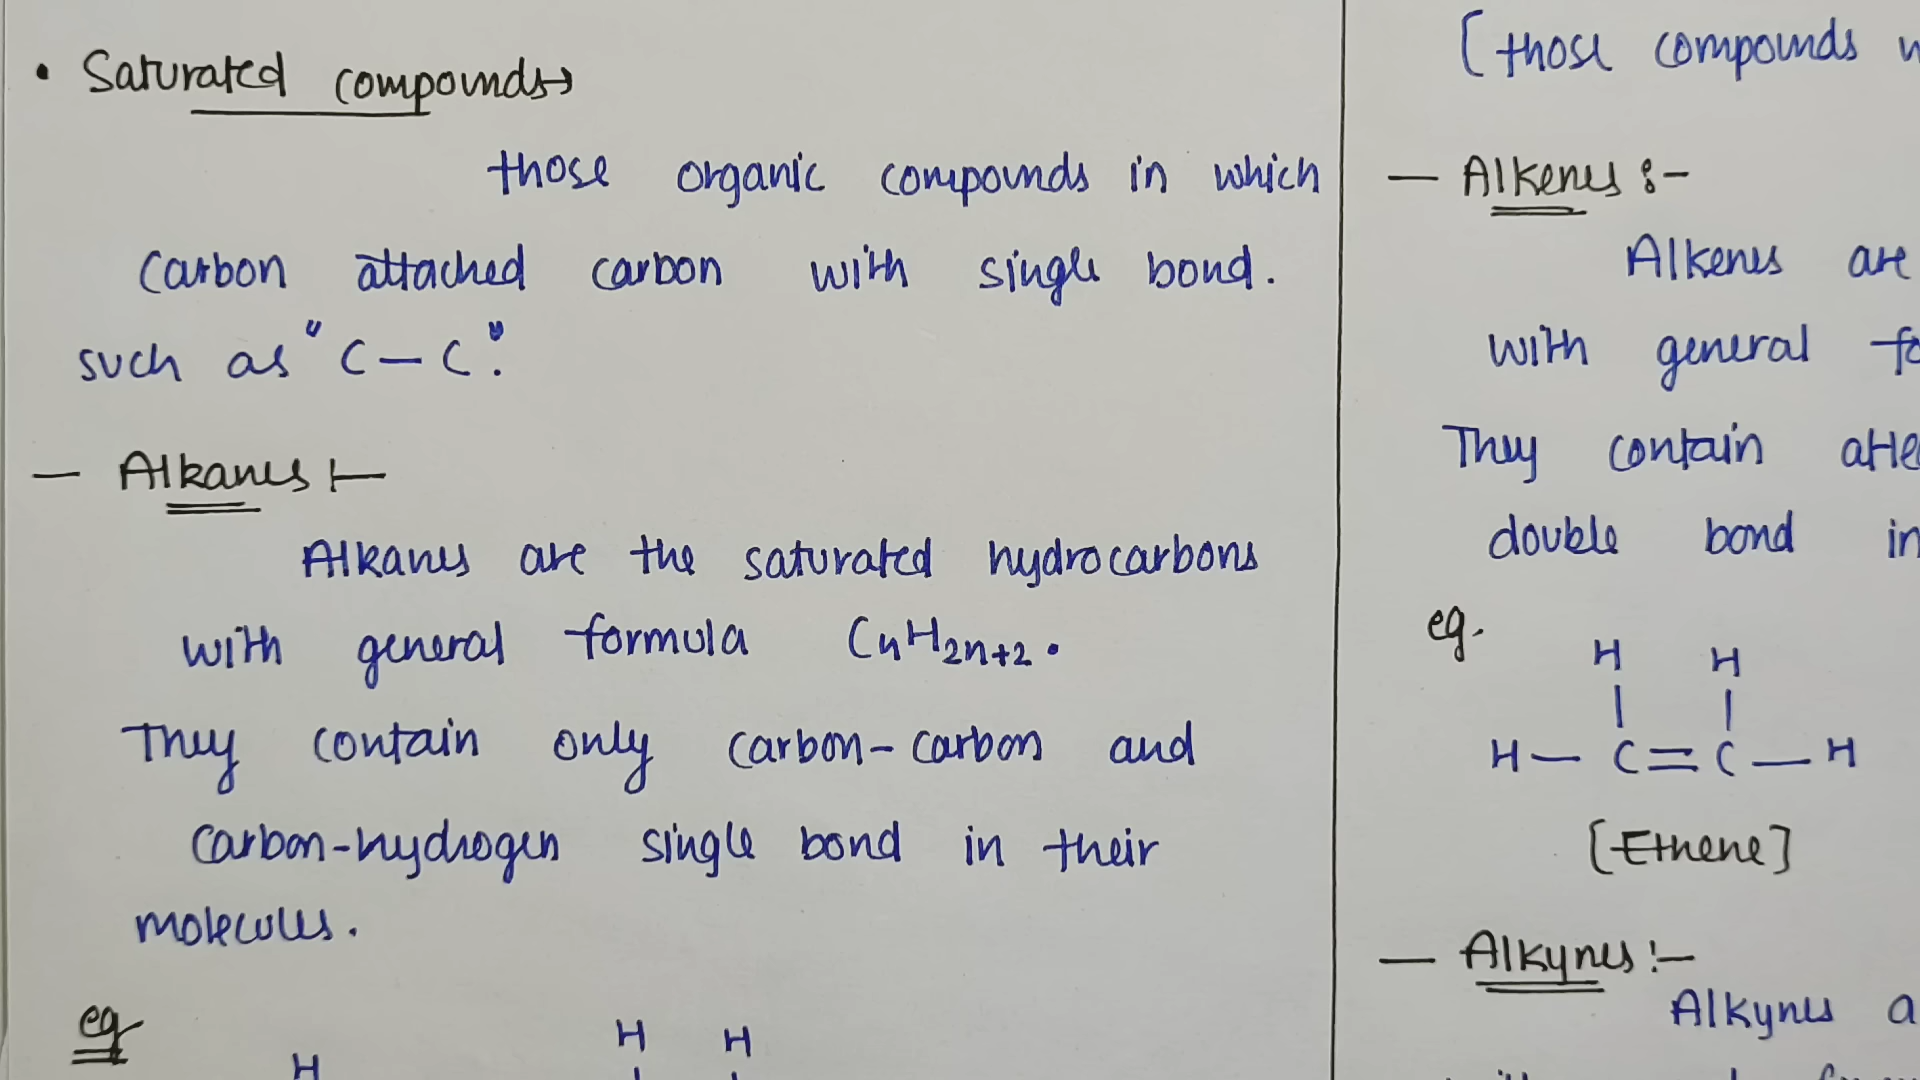 • Saturated compounds→
those organic compounds in which
carbon attached carbon with single bond.
such as "C–C".
— Alkanes :-
Alkanes are the saturated hydrocarbons
with general formula CnH2n+2.
They contain only carbon-carbon and
carbon-hydrogen single bond in their
molecules.
eg
H H
H
[those compounds
— Alkenes :-
Alkenes are
with general
They contain
double bond in
eg.
H H
| |
H — C = C — H
[Ethene]
— Alkynes :-
Alkynes